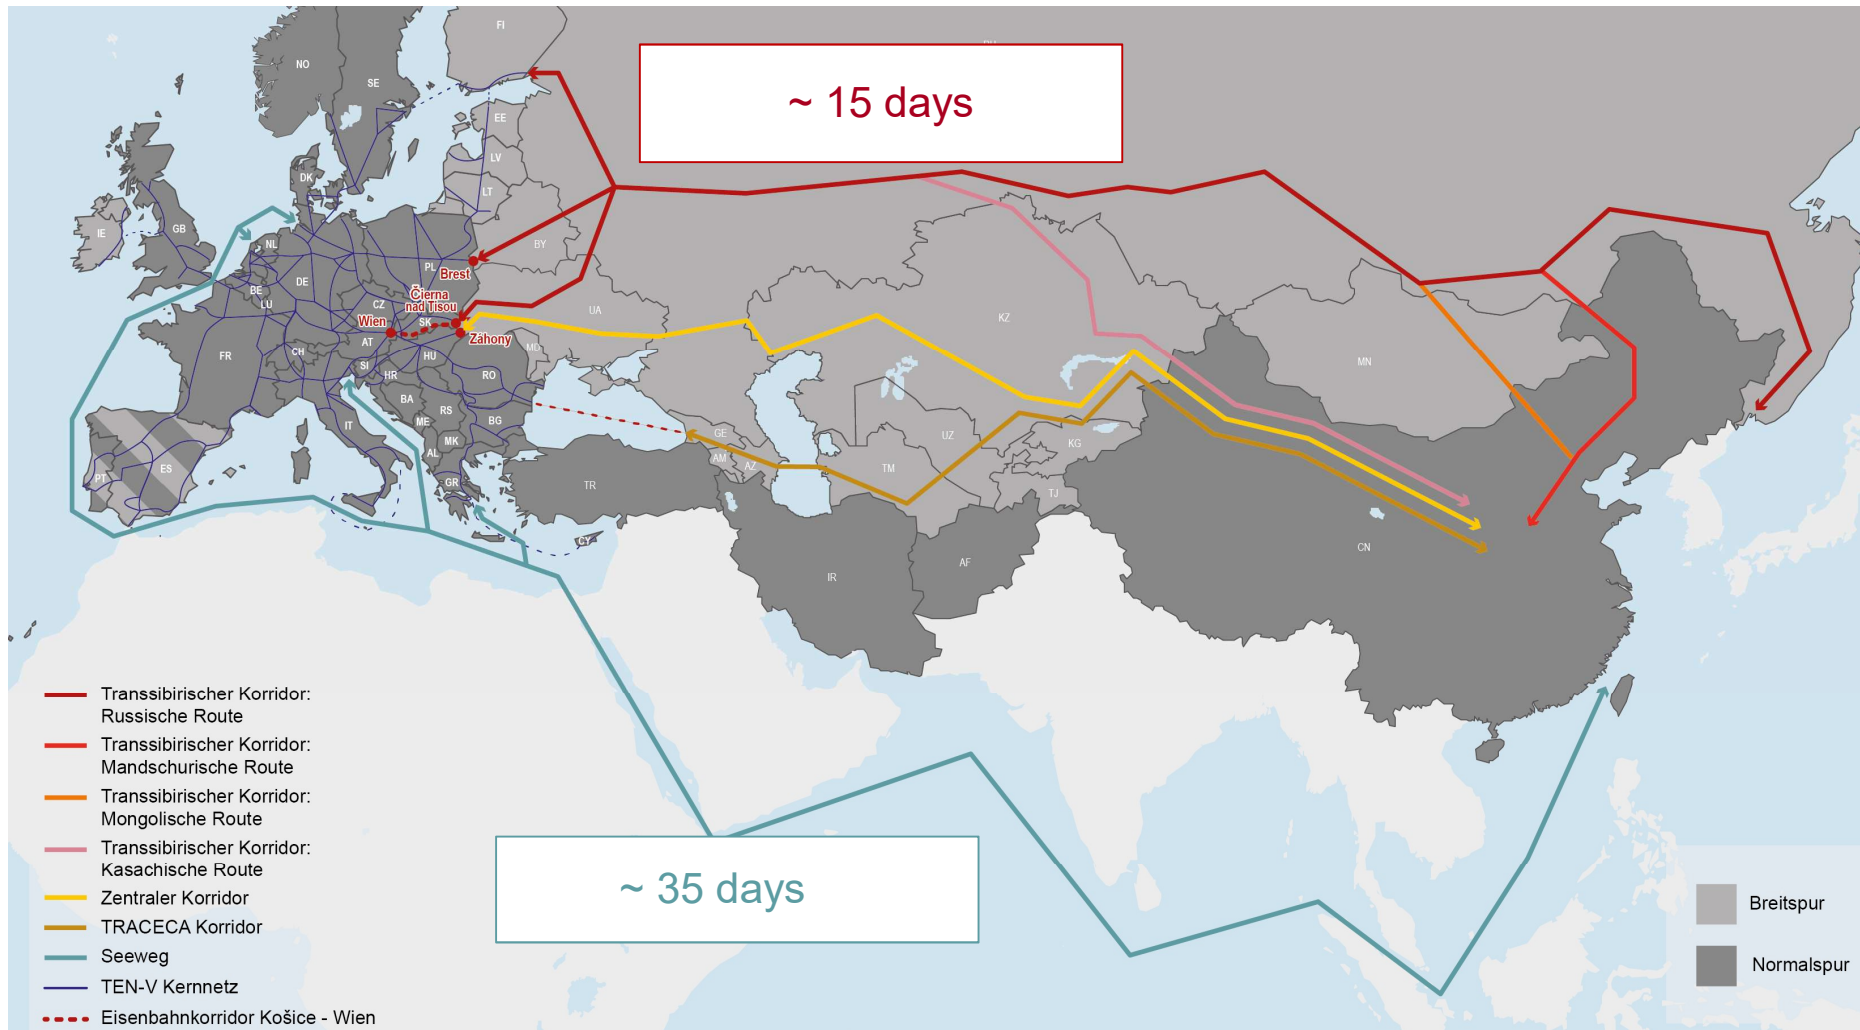 FI
NO
SE
~ 15 days
EE
LV
LT
DK
IE
GB
NL
BY
PL
Brest
DE
BE
LU
CZ
Čierna
nad Tisou
SK
UA
KZ
Wien
Záhony
AT
MD
FR
CH
HU
MN
SI
HR
RO
BA
RS
IT
ME
BG
GE
UZ
KG
MK
AL
AM
AZ
TM
ES
PT
GR
TR
TJ
CY
CN
AF
IR
Transsibirischer Korridor:
Russische Route
Transsibirischer Korridor:
Mandschurische Route
Transsibirischer Korridor:
Mongolische Route
Transsibirischer Korridor:
Kasachische Route
Zentraler Korridor
TRACECA Korridor
Seeweg
TEN-V Kernnetz
Eisenbahnkorridor Košice - Wien
~ 35 days
Breitspur
Normalspur